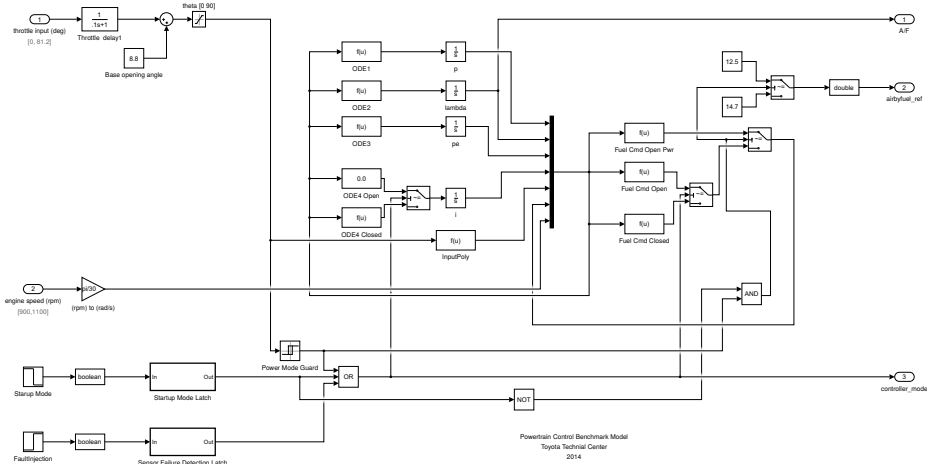 theta [0 90]
1
1
.1s+1
throttle input (deg)
[0, 81.2]
Throttle delay1
8.8
Base opening angle
1
A/F
f(u)
ODE1
1
s
p
f(u)
ODE2
1
s
lambda
f(u)
ODE3
1
s
pe
0.0
ODE4 Open
~=
1
s
i
f(u)
ODE4 Closed
f(u)
InputPoly
12.5
~=
14.7
double
2
airbyfuel_ref
f(u)
Fuel Cmd Open Pwr
~=
f(u)
Fuel Cmd Open
~=
f(u)
Fuel Cmd Closed
2
engine speed (rpm)
[900,1100]
pi/30
(rpm) to (rad/s)
AND
Power Mode Guard
Starup Mode
boolean
In
Out
Startup Mode Latch
OR
3
controller_mode
NOT
FaultInjection
boolean
In
Out
Sensor Failure Detection Latch
Powertrain Control Benchmark Model
Toyota Technial Center
2014